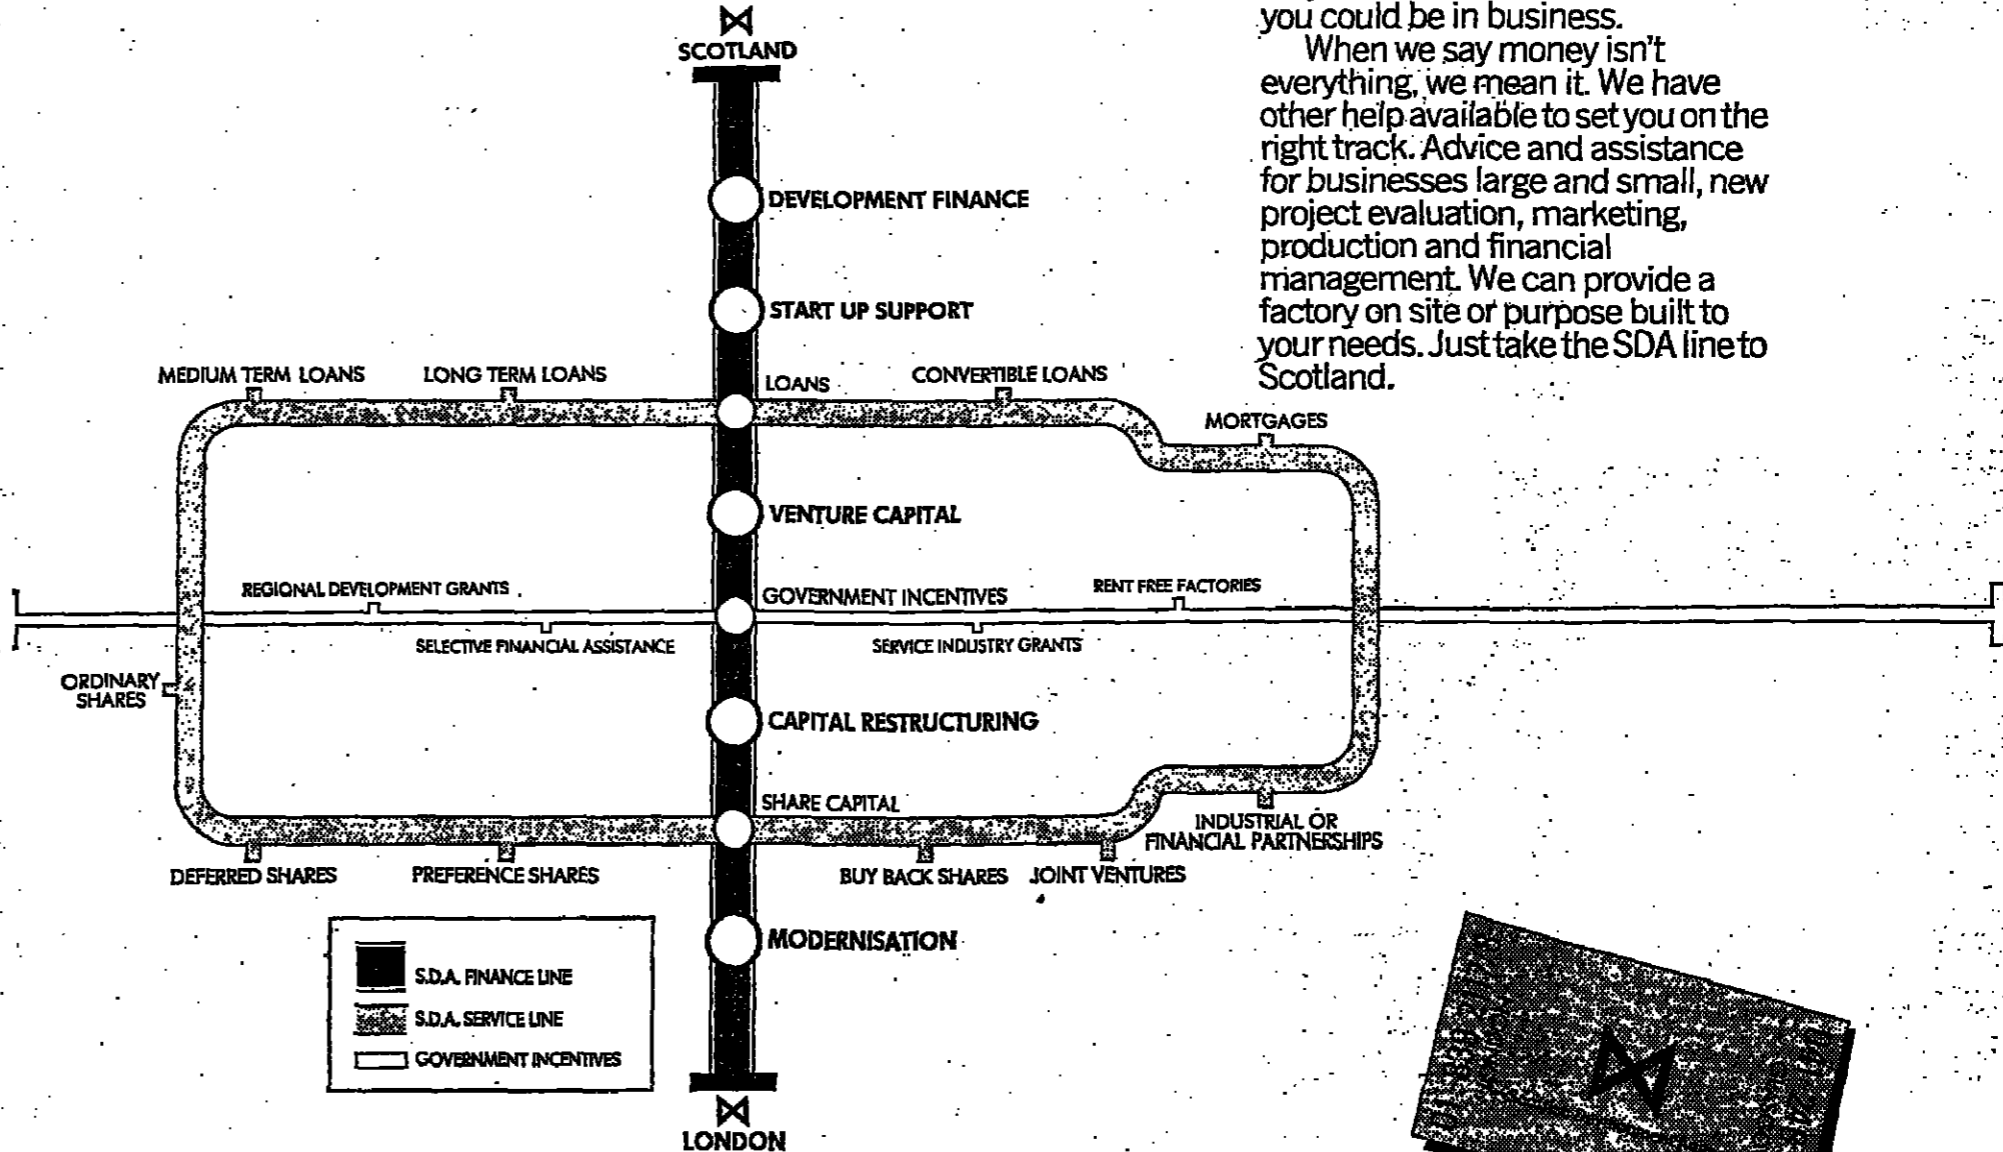 you could be in business.
When we say money isn't
everything, we mean it. We have
other help available to set you on the
right track. Advice and assistance
for businesses large and small, new
project evaluation, marketing,
production and financial
management. We can provide a
factory on site or purpose built to
your needs. Just take the SDA line to
Scotland.
SCOTLAND
DEVELOPMENT FINANCE
START UP SUPPORT
MEDIUM TERM LOANS
LONG TERM LOANS
LOANS
CONVERTIBLE LOANS
MORTGAGES
VENTURE CAPITAL
REGIONAL DEVELOPMENT GRANTS
GOVERNMENT INCENTIVES
RENT FREE FACTORIES
SELECTIVE FINANCIAL ASSISTANCE
SERVICE INDUSTRY GRANTS
ORDINARY
SHARES
CAPITAL RESTRUCTURING
SHARE CAPITAL
INDUSTRIAL OR
FINANCIAL PARTNERSHIPS
DEFERRED SHARES
PREFERENCE SHARES
BUY BACK SHARES
JOINT VENTURES
MODERNISATION
S.D.A. FINANCE LINE
S.D.A. SERVICE LINE
GOVERNMENT INCENTIVES
LONDON